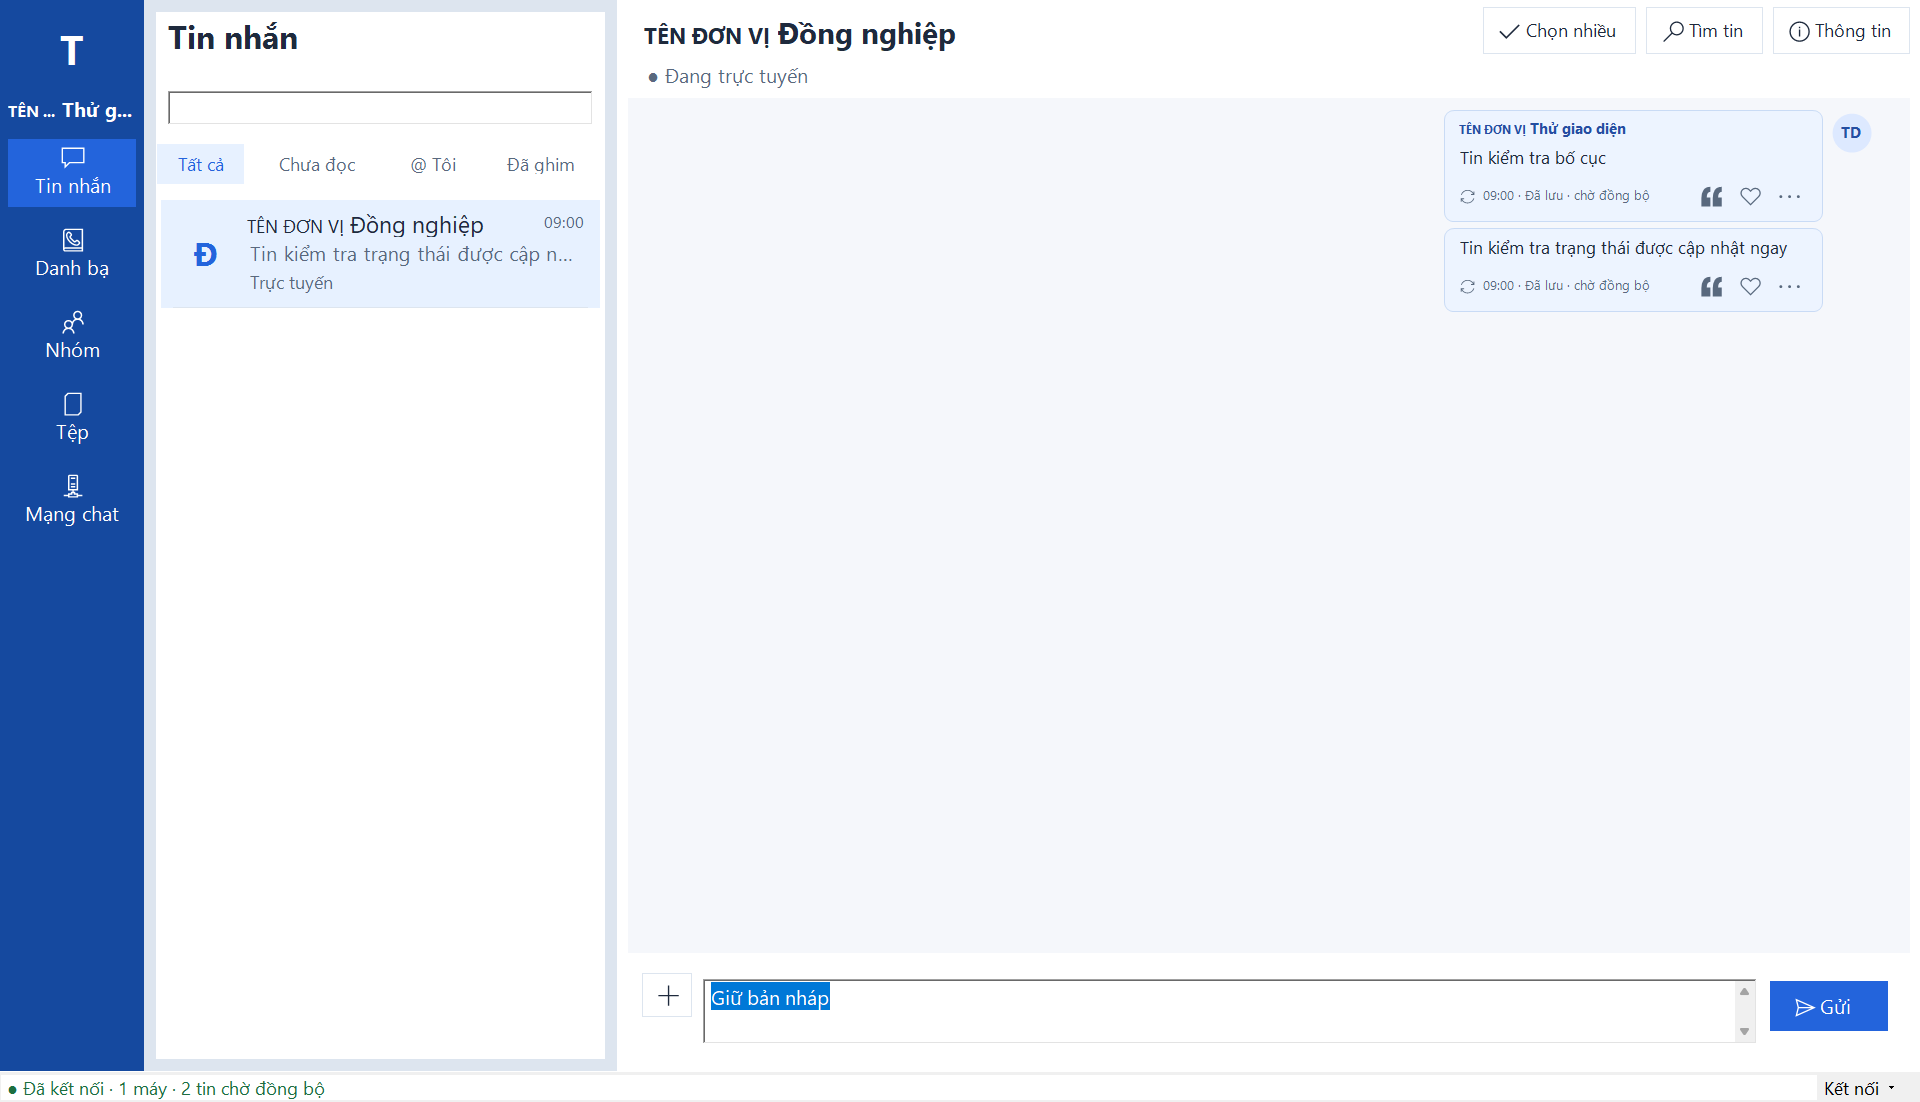 T
TÊN ... Thử g...
Tin nhắn
Danh bạ
Nhóm
Tệp
Mạng chat
Tin nhắn
Tất cả
Chưa đọc
@ Tôi
Đã ghim
Đ
TÊN ĐƠN VỊ Đồng nghiệp
09:00
Tin kiểm tra trạng thái được cập n...
Trực tuyến
TÊN ĐƠN VỊ Đồng nghiệp
● Đang trực tuyến
Chọn nhiều
Tìm tin
Thông tin
TÊN ĐƠN VỊ Thử giao diện
TD
Tin kiểm tra bố cục
09:00 · Đã lưu · chờ đồng bộ
Tin kiểm tra trạng thái được cập nhật ngay
09:00 · Đã lưu · chờ đồng bộ
Giữ bản nháp
Gửi
● Đã kết nối · 1 máy · 2 tin chờ đồng bộ
Kết nối